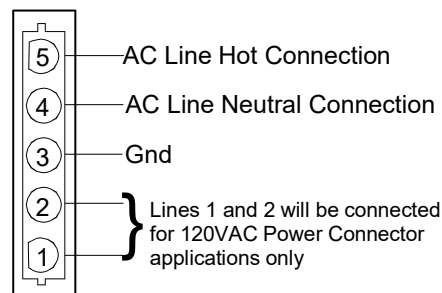 5 AC Line Hot Connection
4 AC Line Neutral Connection
3 Gnd
2
Lines 1 and 2 will be connected
for 120VAC Power Connector
applications only
1